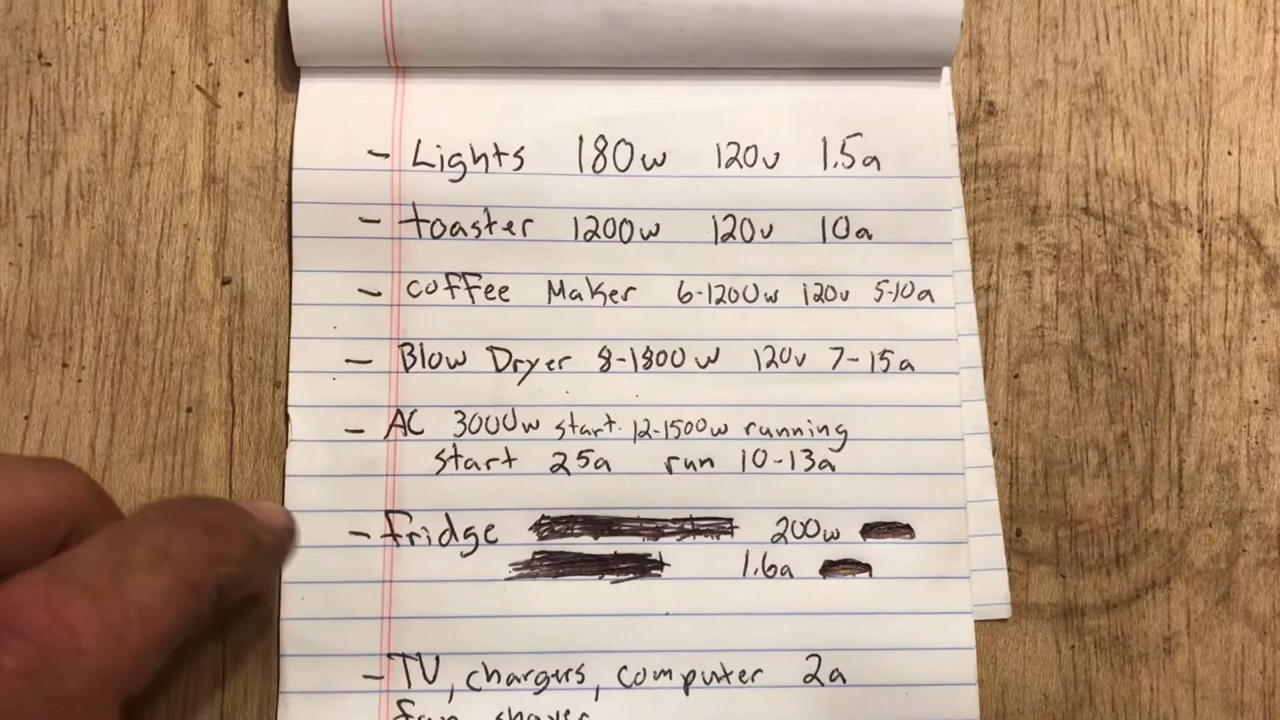 - Lights 180w 120v 1.5a
- toaster 1200w 120v 10a
- coffee Maker 6-1200w 120v 5-10a
- Blow Dryer 8-1800w 120v 7-15a
- AC 3000w start. 12-1500w running
start 25a run 10-13a
- fridge 200w
1.6a
- TV, chargers, computer 2a
fan, shaver